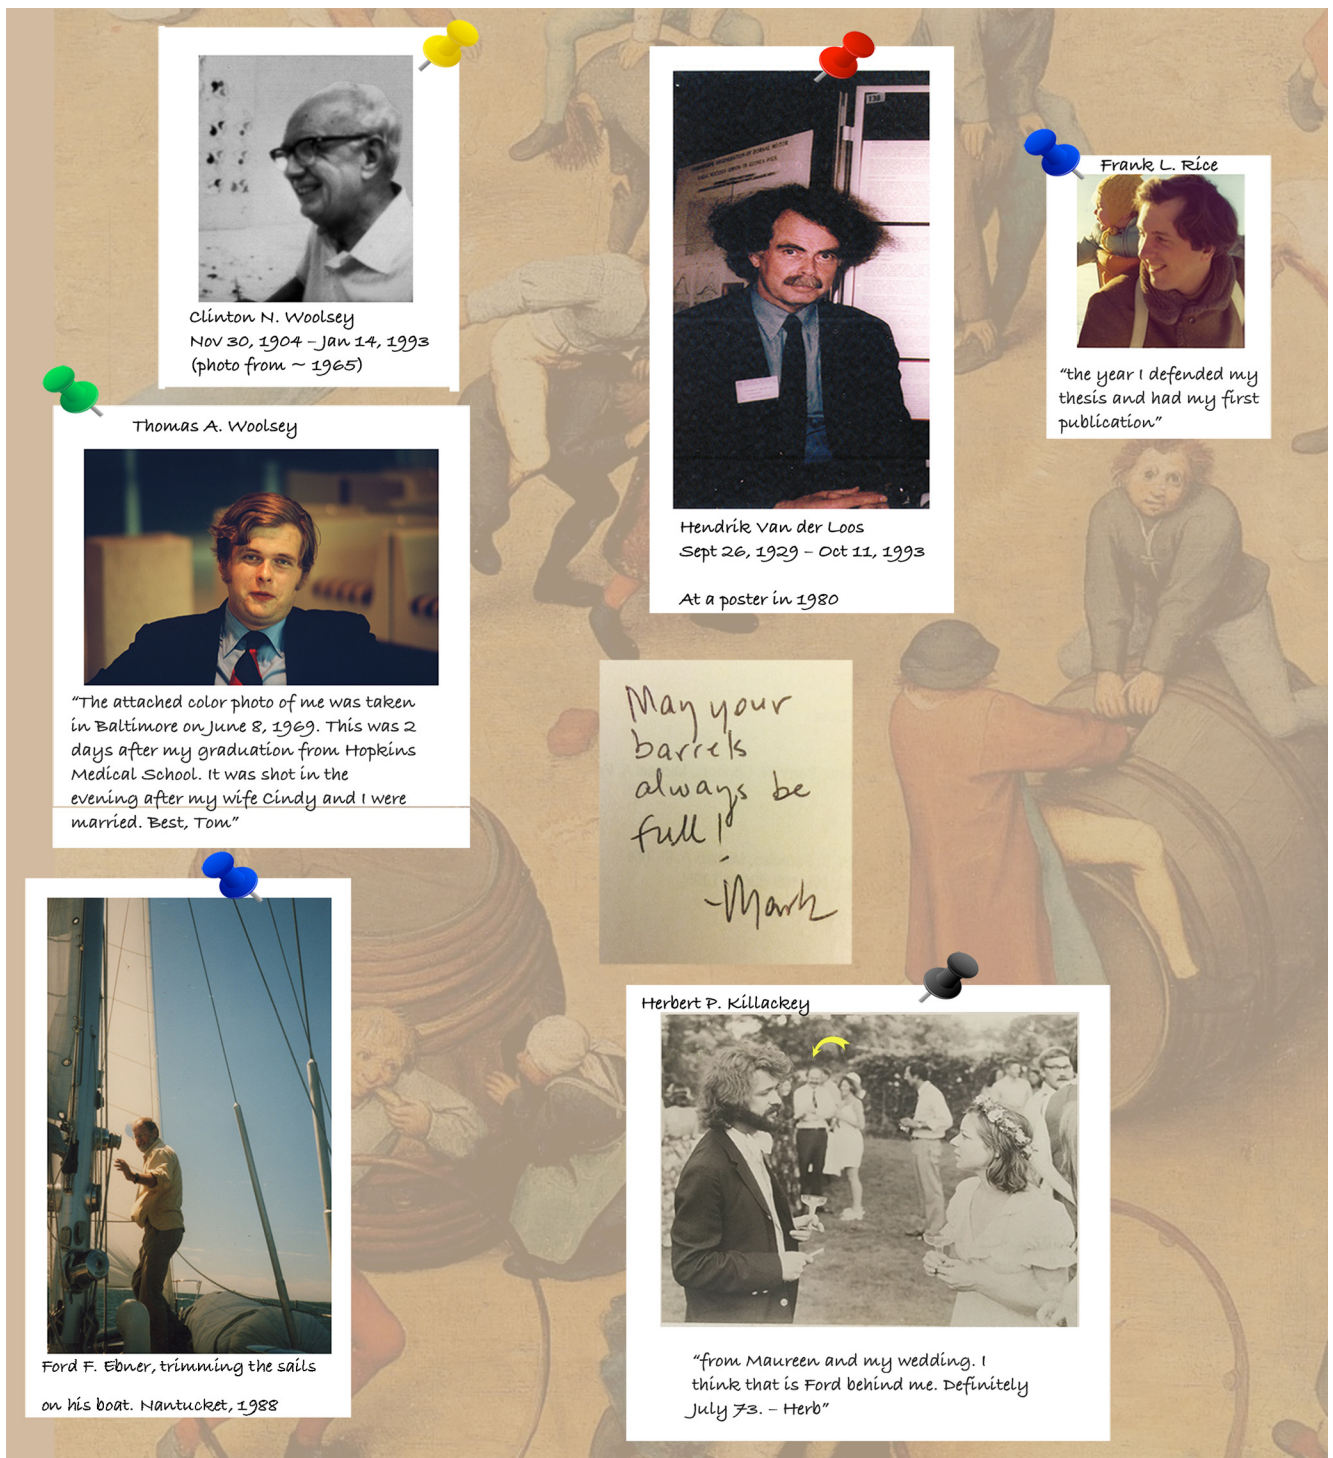 Clinton N. Woolsey
Nov 30, 1904 – Jan 14, 1993
(photo from ~ 1965)
130
Hendrik Van der Loos
Sept 26, 1929 – Oct 11, 1993
At a poster in 1980
Frank L. Rice
“the year I defended my
thesis and had my first
publication”
Thomas A. Woolsey
“The attached color photo of me was taken
in Baltimore on June 8, 1969. This was 2
days after my graduation from Hopkins
Medical School. It was shot in the
evening after my wife Cindy and I were
married. Best, Tom”
May your
barrels
always be
full!
-Mark
Ford F. Ebner, trimming the sails
on his boat. Nantucket, 1988
Herbert P. Killackey
“from Maureen and my wedding. I
think that is Ford behind me. Definitely
July 73. – Herb”